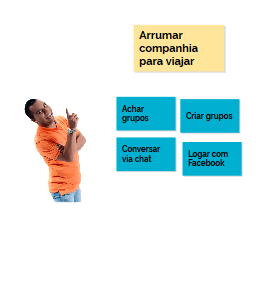 Arrumar
companhia
para viajar
Achar
grupos
Criar grupos
Conversar
via chat
Logar com
Facebook